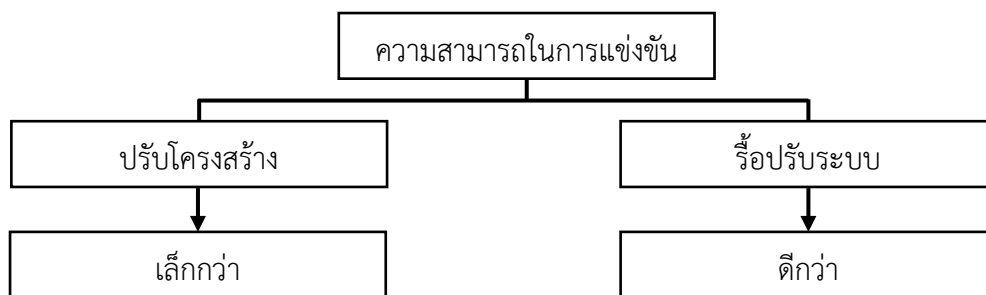 ความสามารถในการแข่งขัน
ปรับโครงสร้าง
รื้อปรับระบบ
เล็กกว่า
ดีกว่า